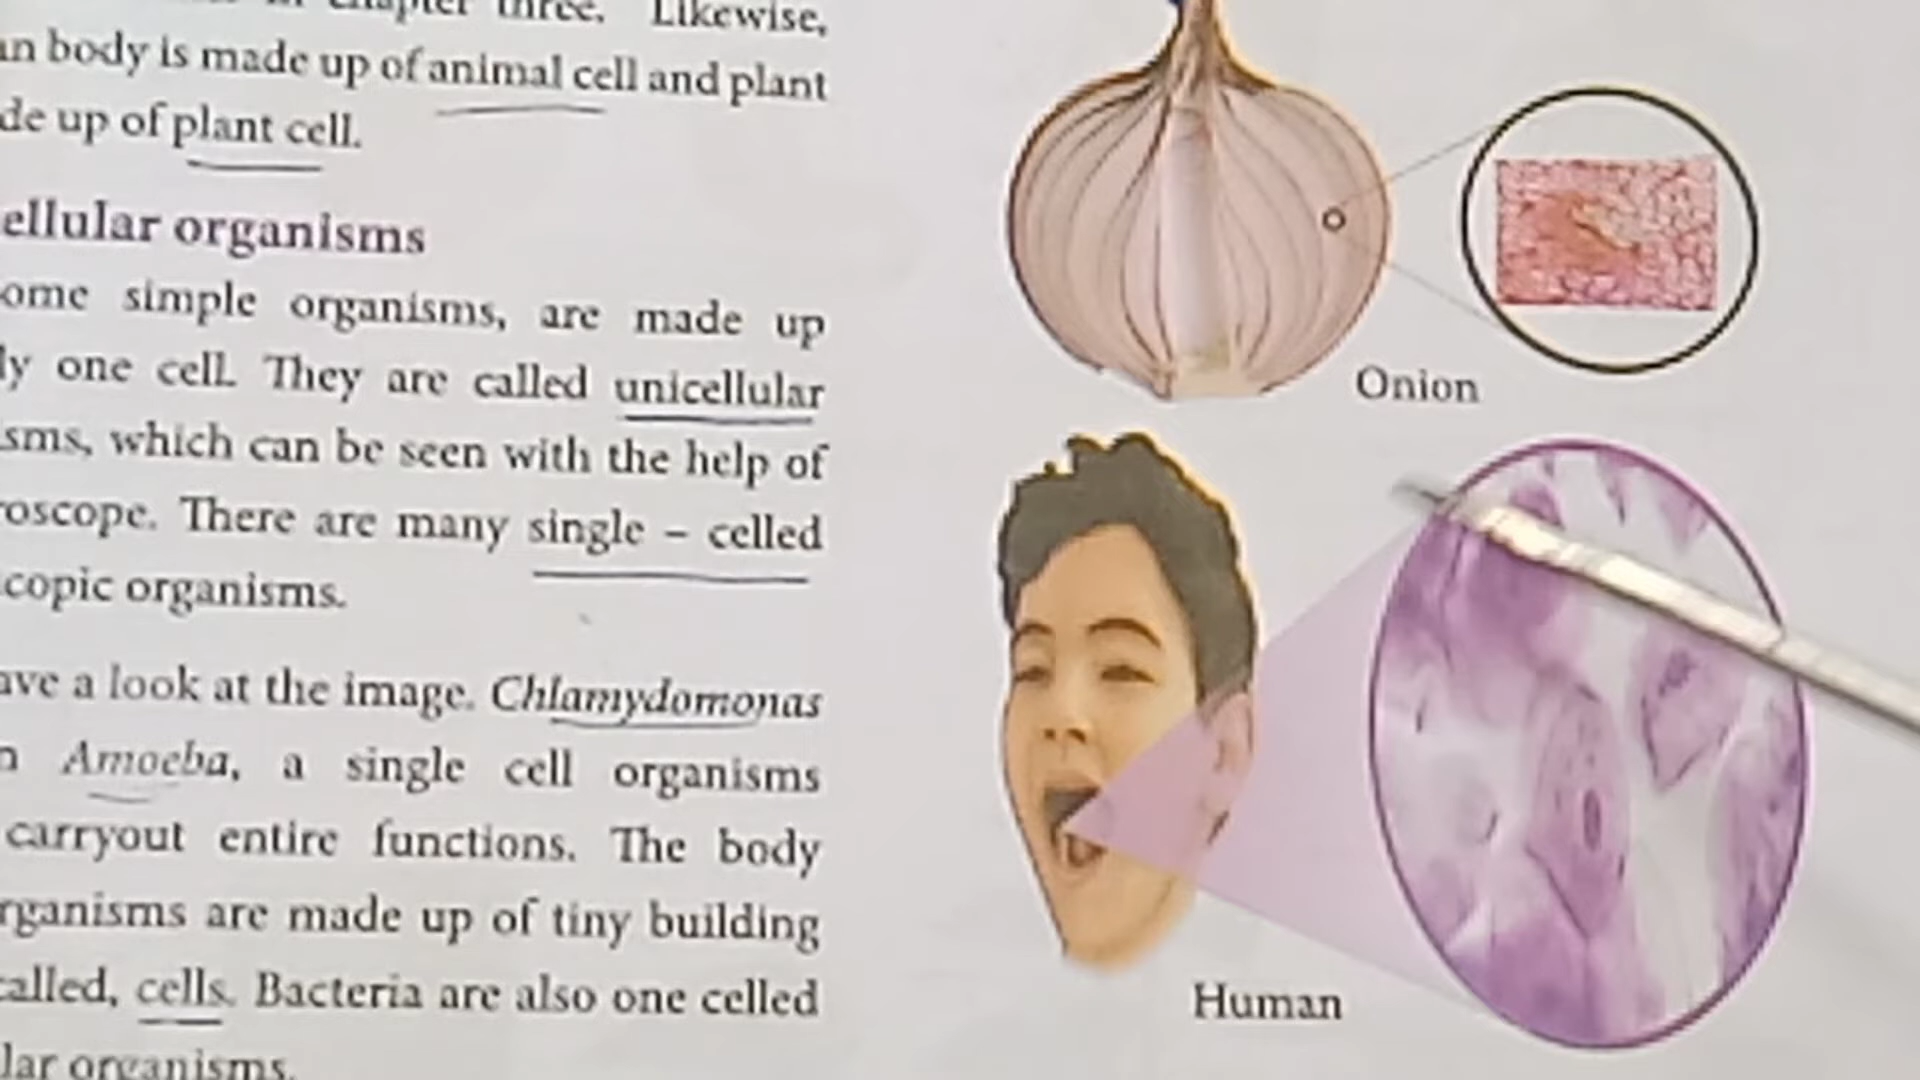 chapter three. Likewise,
an body is made up of animal cell and plant
de up of plant cell.
ellular organisms
ome simple organisms, are made up
ly one cell. They are called unicellular
isms, which can be seen with the help of
roscope. There are many single – celled
copic organisms.
ave a look at the image. Chlamydomonas
n Amoeba, a single cell organisms
carryout entire functions. The body
rganisms are made up of tiny building
called, cells. Bacteria are also one celled
lar organisms.
Onion
Human